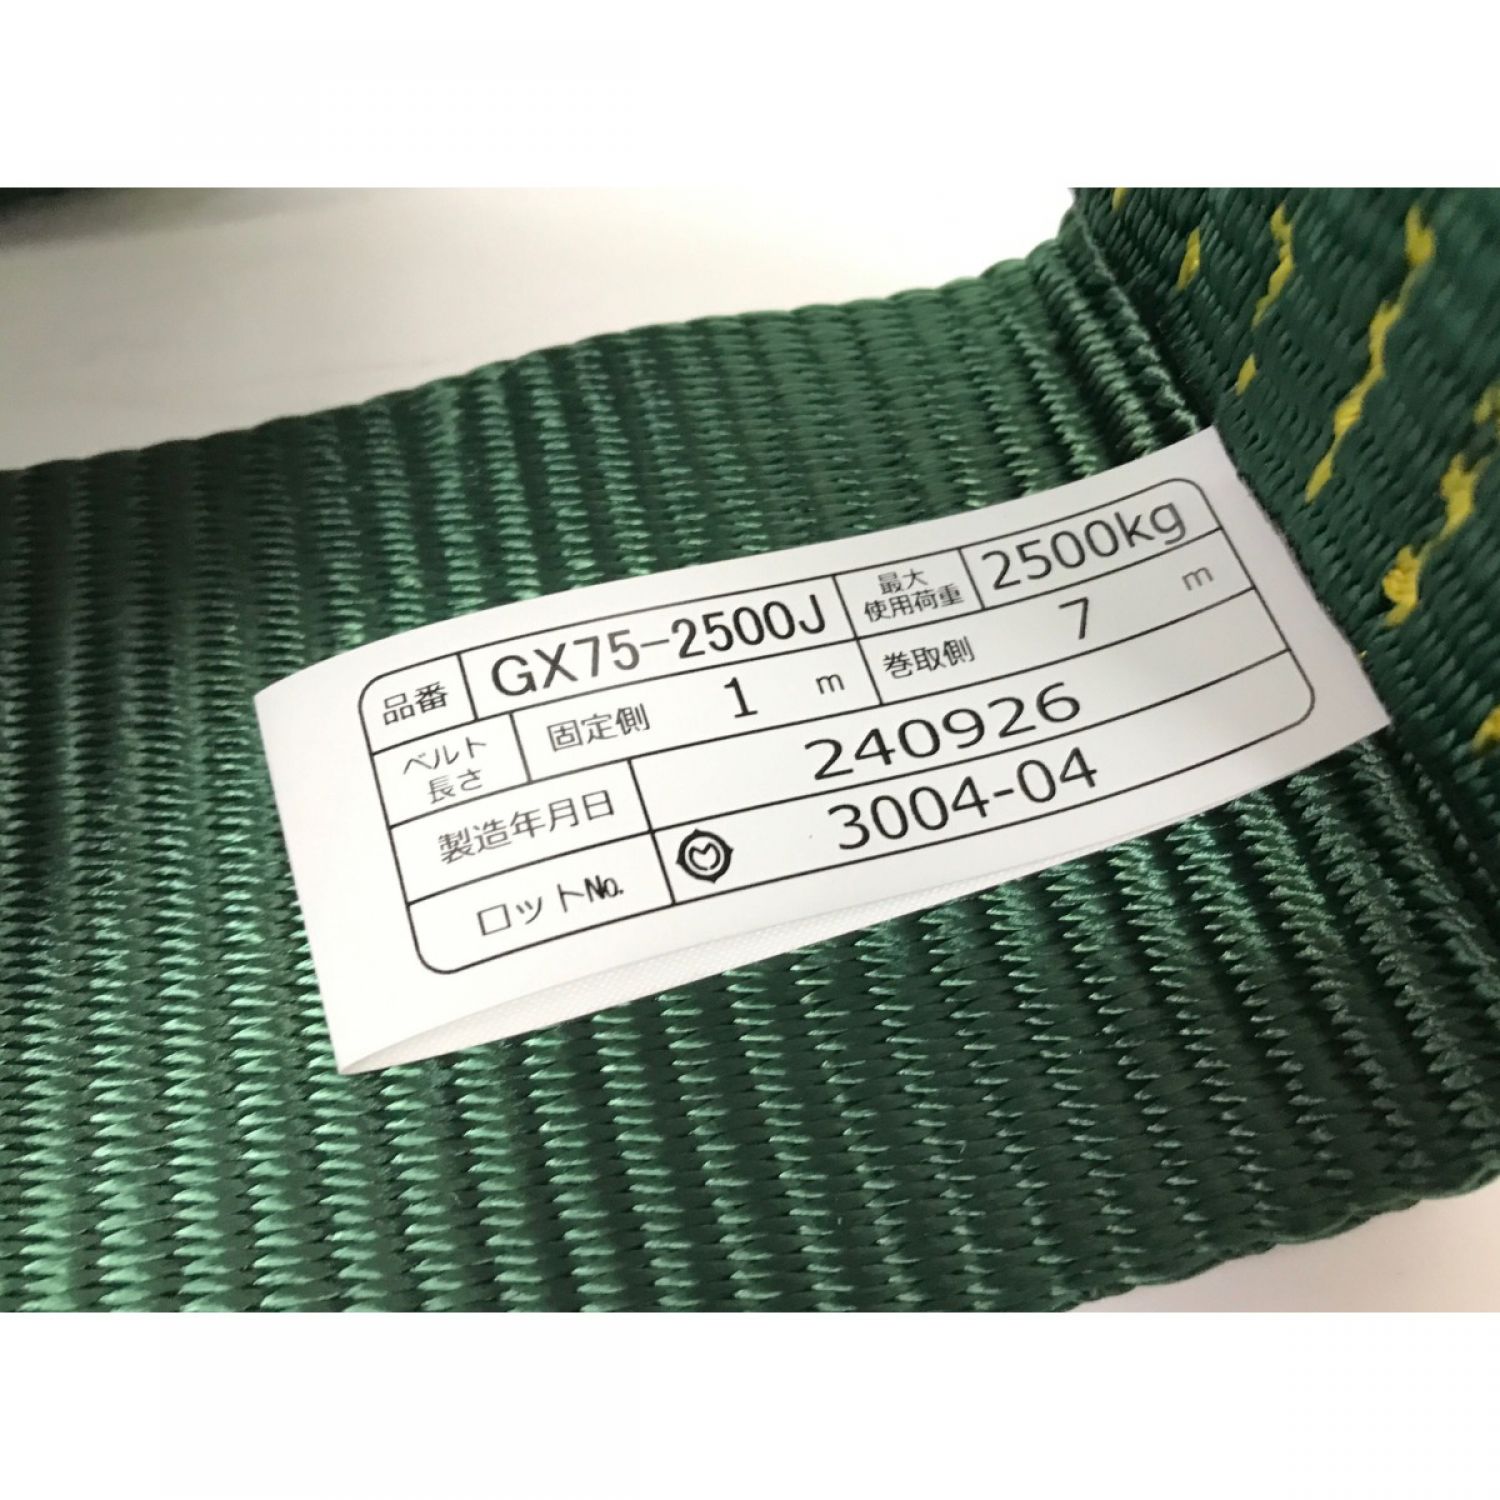 品番 GX75-2500J 最大使用荷重 2500kg
ベルト長さ 固定側 1 m 巻取側 7 m
製造年月日 240926
ロットNo. 3004-04